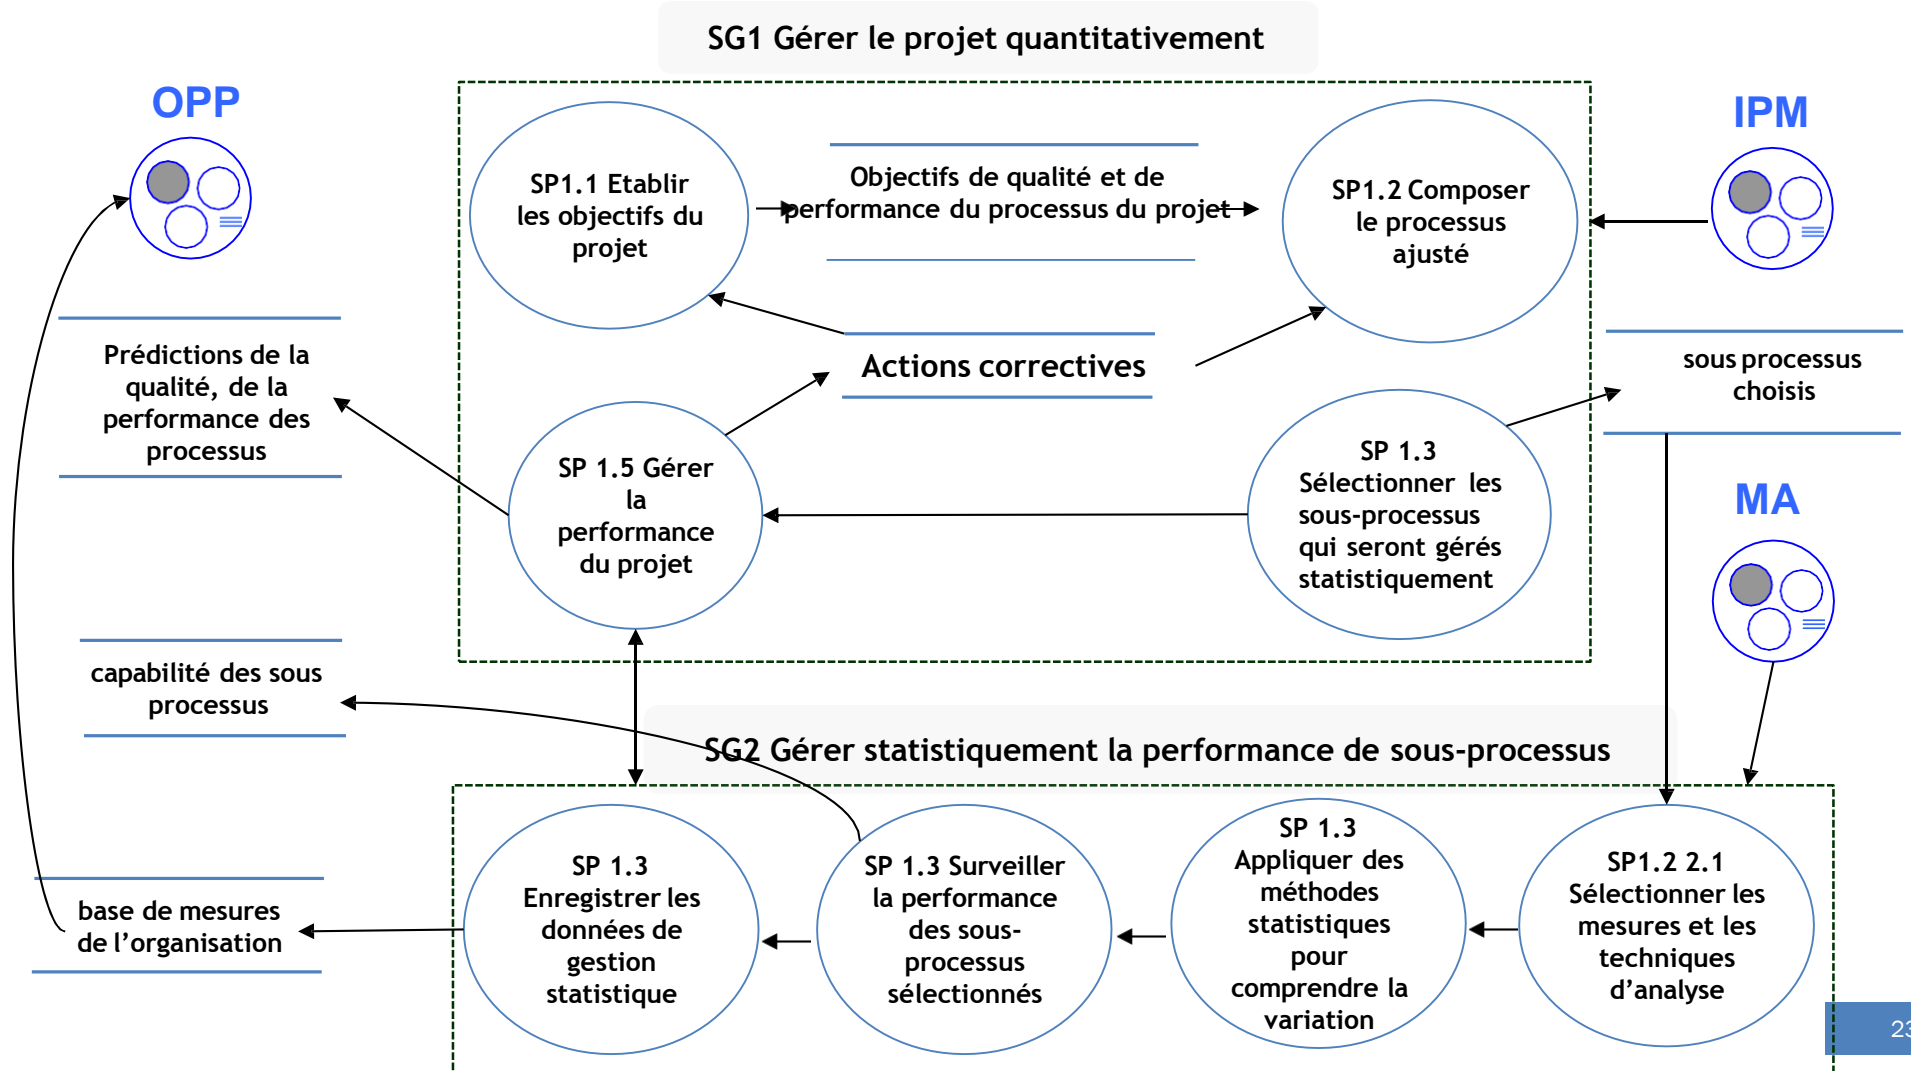 SG1 Gérer le projet quantitativement
OPP
IPM
SP1.1 Etablir
les objectifs du
projet
Objectifs de qualité et de
performance du processus du projet
SP1.2 Composer
le processus
ajusté
Prédictions de la
qualité, de la
performance des
processus
Actions correctives
sous processus
choisis
SP 1.5 Gérer
la
performance
du projet
SP 1.3
Sélectionner les
sous-processus
qui seront gérés
statistiquement
MA
capabilité des sous
processus
SG2 Gérer statistiquement la performance de sous-processus
base de mesures
de l’organisation
SP 1.3
Enregistrer les
données de
gestion
statistique
SP 1.3 Surveiller
la performance
des sous-
processus
sélectionnés
SP 1.3
Appliquer des
méthodes
statistiques
pour
comprendre la
variation
SP1.2 2.1
Sélectionner les
mesures et les
techniques
d’analyse
23